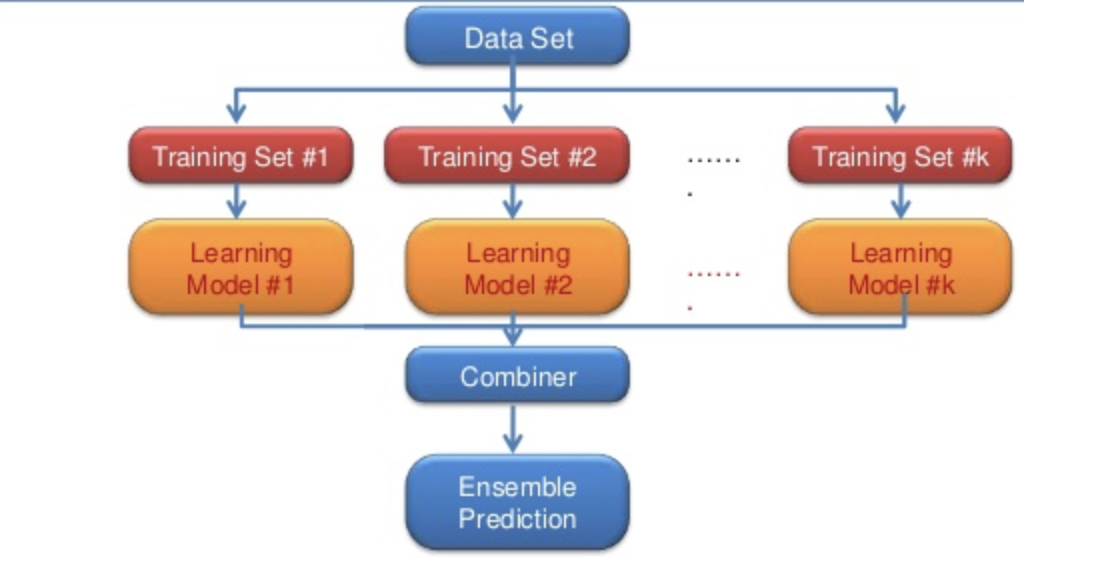 Data Set
Training Set #1
Training Set #2
.......
Training Set #k
Learning
Model #1
Learning
Model #2
.......
Learning
Model #k
Combiner
Ensemble
Prediction